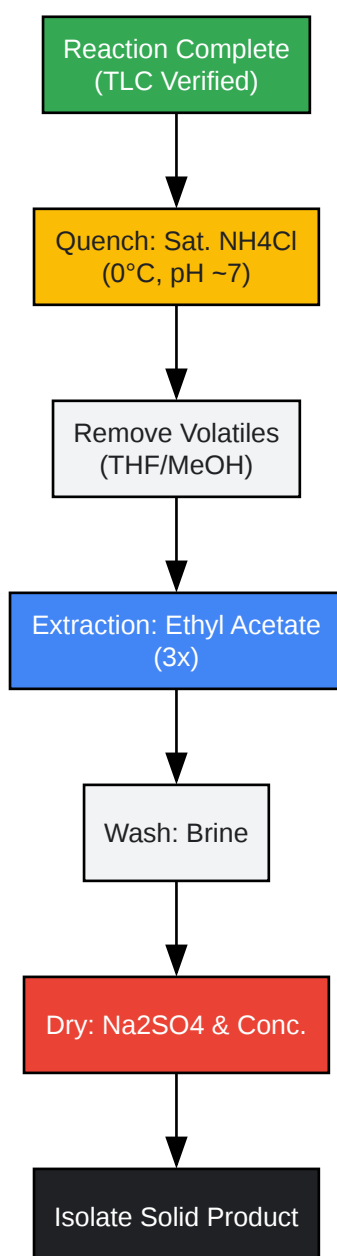 Reaction Complete
(TLC Verified)
Quench: Sat. NH4Cl
(0°C, pH ~7)
Remove Volatiles
(THF/MeOH)
Extraction: Ethyl Acetate
(3x)
Wash: Brine
Dry: Na2SO4 & Conc.
Isolate Solid Product